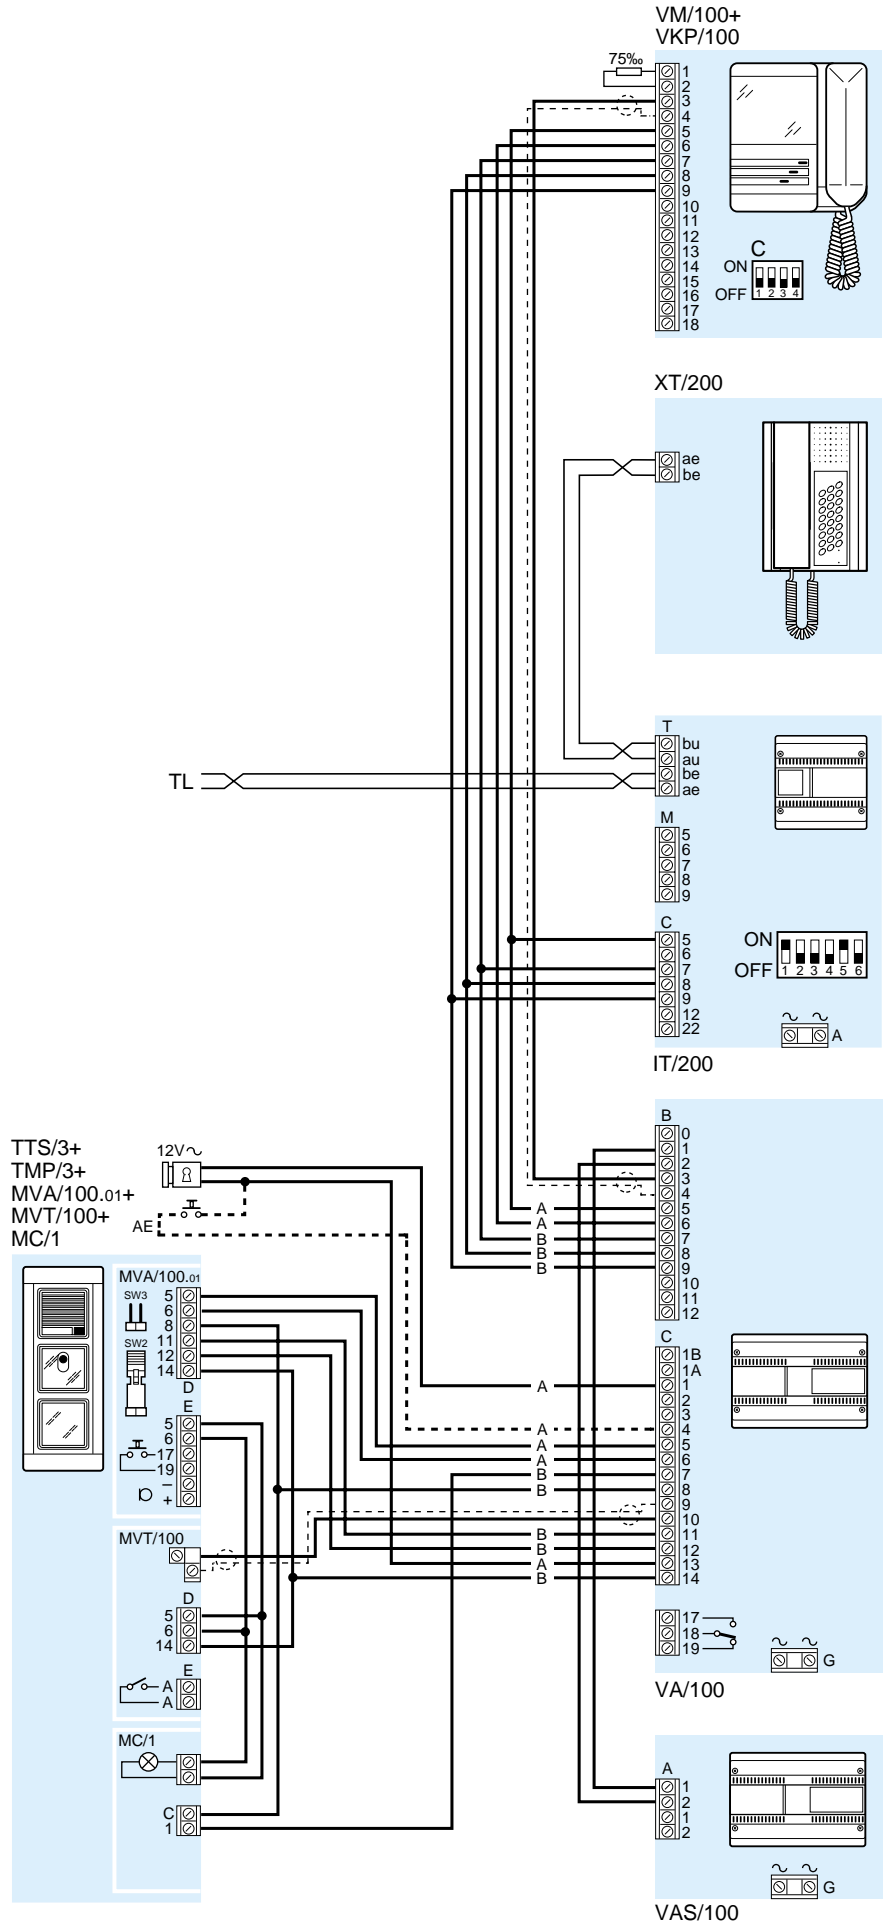 VM/100+
VKP/100
75‰
1
2
3
4
5
6
7
8
9
10
11
12
13
14
15
16
17
18
C
ON
OFF
1 2 3 4
XT/200
ae
be
T
bu
au
be
ae
TL
M
5
6
7
8
9
C
5
6
7
8
9
12
22
ON
OFF
1 2 3 4 5 6
A
IT/200
B
0
1
2
3
4
5
6
7
8
9
10
11
12
A
A
B
B
B
TTS/3+
TMP/3+
MVA/100.01+
MVT/100+
MC/1
12V~
AE
MVA/100.01
SW3
SW2
5
6
8
11
12
14
D
E
5
6
17
19
–
+
MVT/100
D
5
6
14
E
A
A
MC/1
C
1
C
1B
1A
1
2
3
4
5
6
7
8
9
10
11
12
13
14
A
A
A
A
B
B
B
B
A
B
17
18
19
G
VA/100
A
1
2
1
2
G
VAS/100